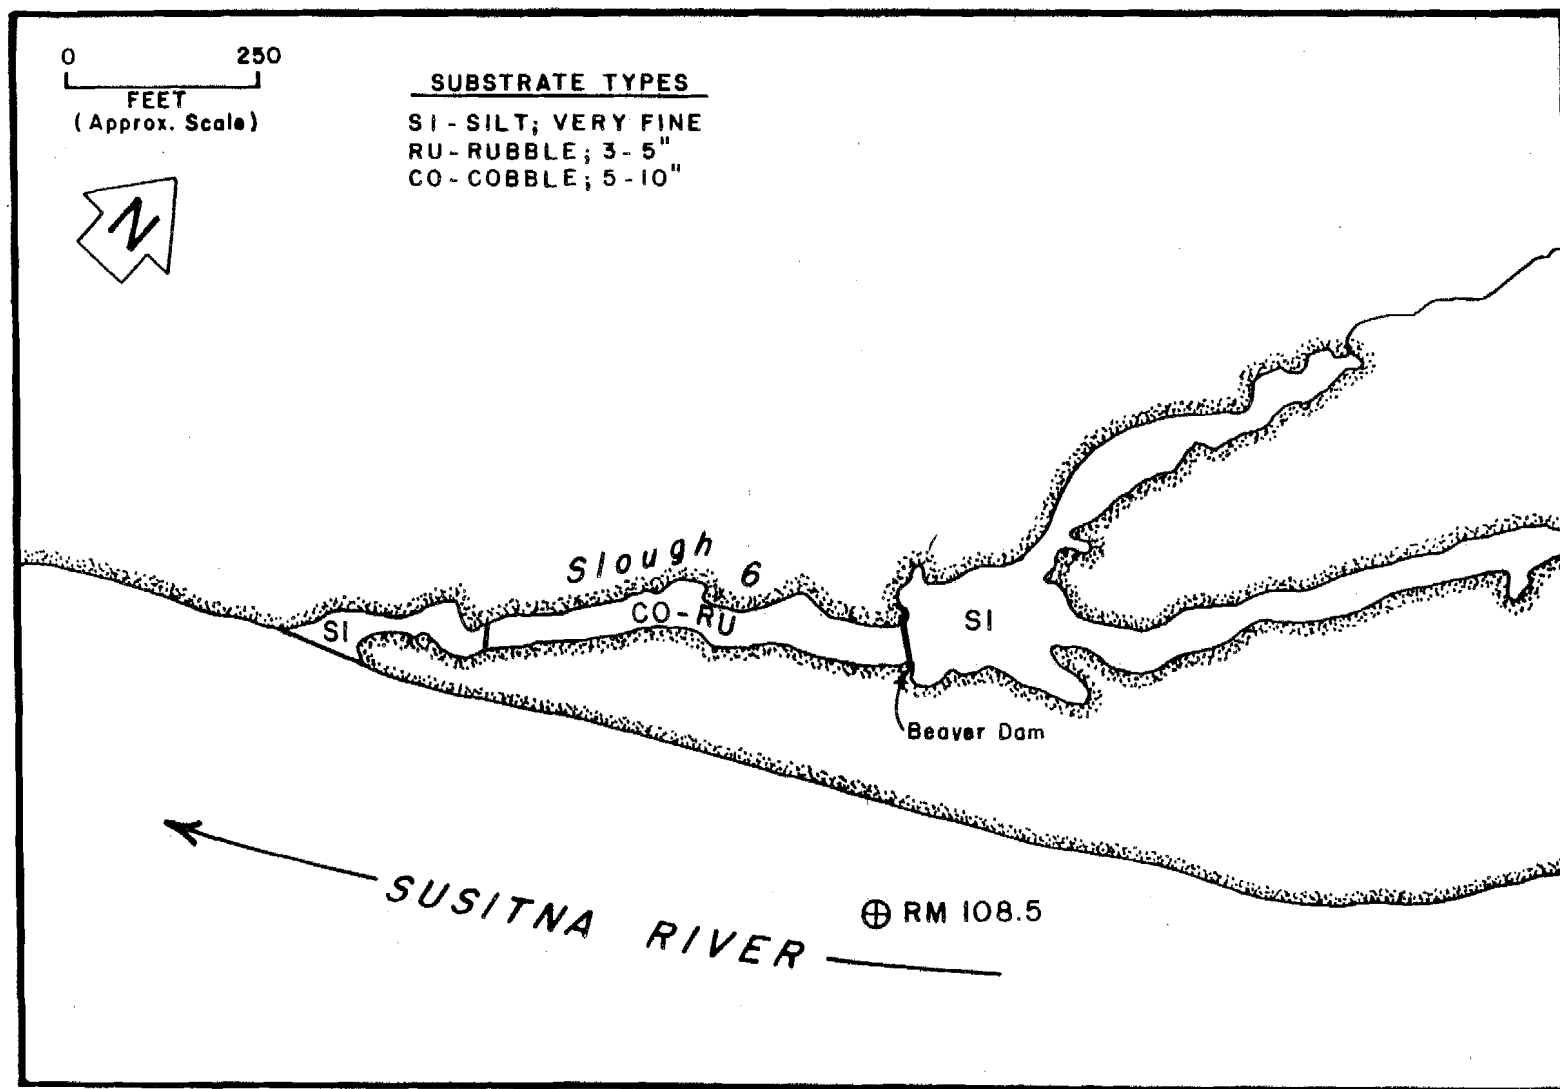 0 250
FEET
(Approx. Scale)
SUBSTRATE TYPES
SI - SILT; VERY FINE
RU - RUBBLE; 3 - 5"
CO - COBBLE; 5 - 10"
N
Slough 6
SI
CO-RU
SI
Beaver Dam
SUSITNA RIVER
RM 108.5